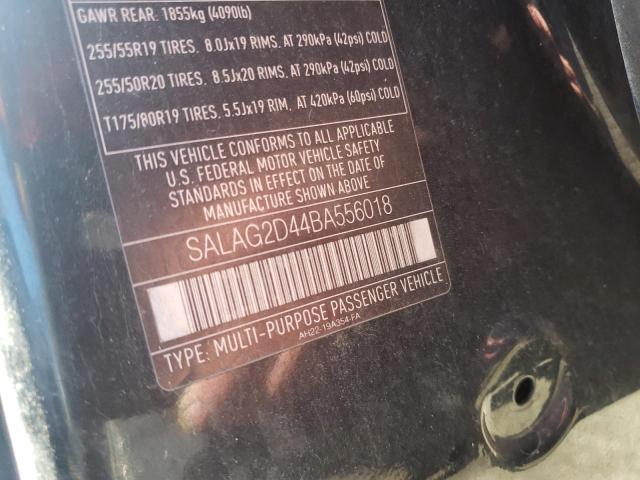 GAWR REAR: 1855kg (4090lb)
255/55R19 TIRES. 8.0Jx19 RIMS. AT 290kPa (42psi) COLD
255/50R20 TIRES. 8.5Jx20 RIMS. AT 290kPa (42psi) COLD
T175/80R19 TIRES. 5.5Jx19 RIM. AT 420kPa (60psi) COLD
THIS VEHICLE CONFORMS TO ALL APPLICABLE
U.S. FEDERAL MOTOR VEHICLE SAFETY
STANDARDS IN EFFECT ON THE DATE OF
MANUFACTURE SHOWN ABOVE
SALAG2D44BA556018
TYPE: MULTI-PURPOSE PASSENGER VEHICLE
AH22-19A354-FA